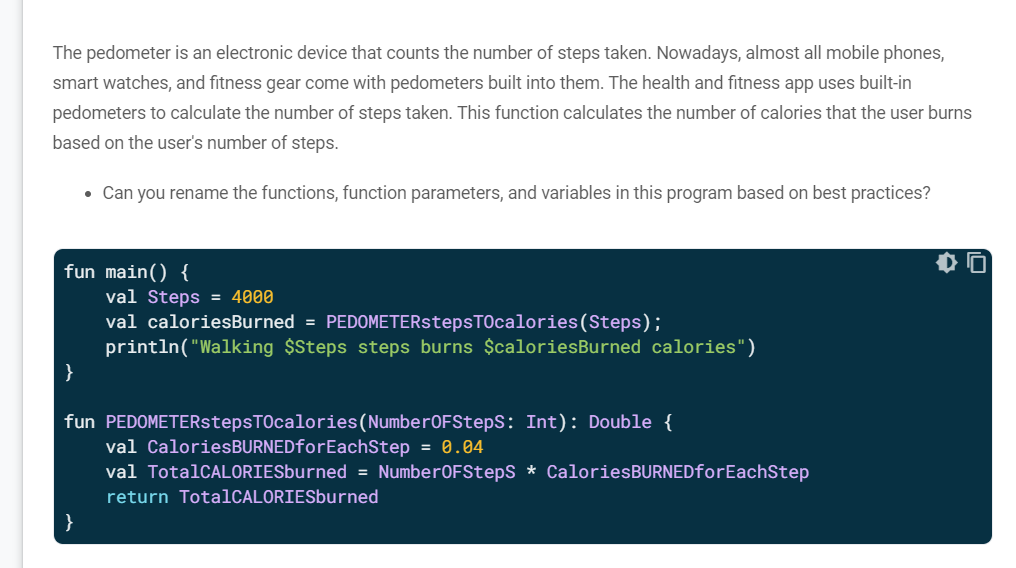 The pedometer is an electronic device that counts the number of steps taken. Nowadays, almost all mobile phones,
smart watches, and fitness gear come with pedometers built into them. The health and fitness app uses built-in
pedometers to calculate the number of steps taken. This function calculates the number of calories that the user burns
based on the user's number of steps.
• Can you rename the functions, function parameters, and variables in this program based on best practices?
fun main() {
    val Steps = 4000
    val caloriesBurned = PEDOMETERstepsTOcalories(Steps);
    println("Walking $Steps steps burns $caloriesBurned calories")
}
fun PEDOMETERstepsTOcalories(NumberOFStepS: Int): Double {
    val CaloriesBURNEDforEachStep = 0.04
    val TotalCALORIESburned = NumberOFStepS * CaloriesBURNEDforEachStep
    return TotalCALORIESburned
}